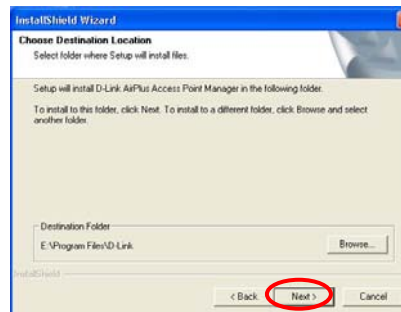 InstallShield Wizard
Choose Destination Location
Select folder where Setup will install files.
Setup will install D-Link AirPlus Access Point Manager in the following folder.
To install to this folder, click Next. To install to a different folder, click Browse and select
another folder.
Destination Folder
E:\Program Files\D-Link
Browse...
InstallShield
< Back
Next >
Cancel